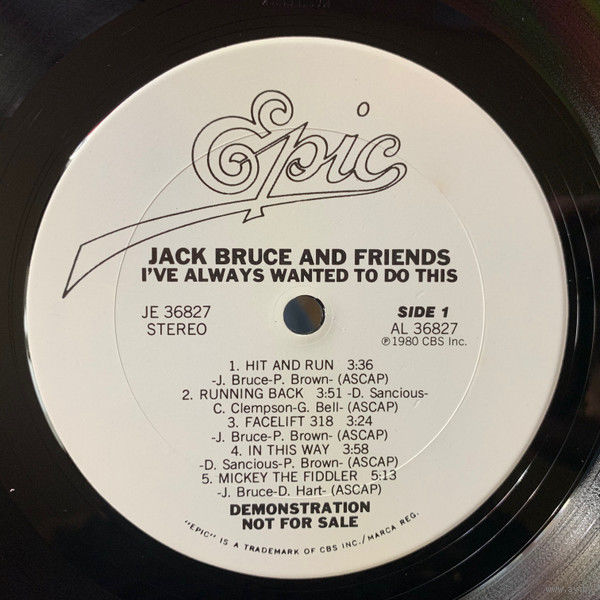 Epic
JACK BRUCE AND FRIENDS
I'VE ALWAYS WANTED TO DO THIS
JE 36827
STEREO
SIDE 1
AL 36827
℗1980 CBS Inc.
1. HIT AND RUN 3:36
-J. Bruce-P. Brown- (ASCAP)
2. RUNNING BACK 3:51 -D. Sancious-
C. Clempson-G. Bell- (ASCAP)
3. FACELIFT 318 3:24
-J. Bruce-P. Brown- (ASCAP)
4. IN THIS WAY 3:58
-D. Sancious-P. Brown- (ASCAP)
5. MICKEY THE FIDDLER 5:13
-J. Bruce-D. Hart- (ASCAP)
DEMONSTRATION
NOT FOR SALE
"EPIC" IS A TRADEMARK OF CBS INC./MARCA REG.